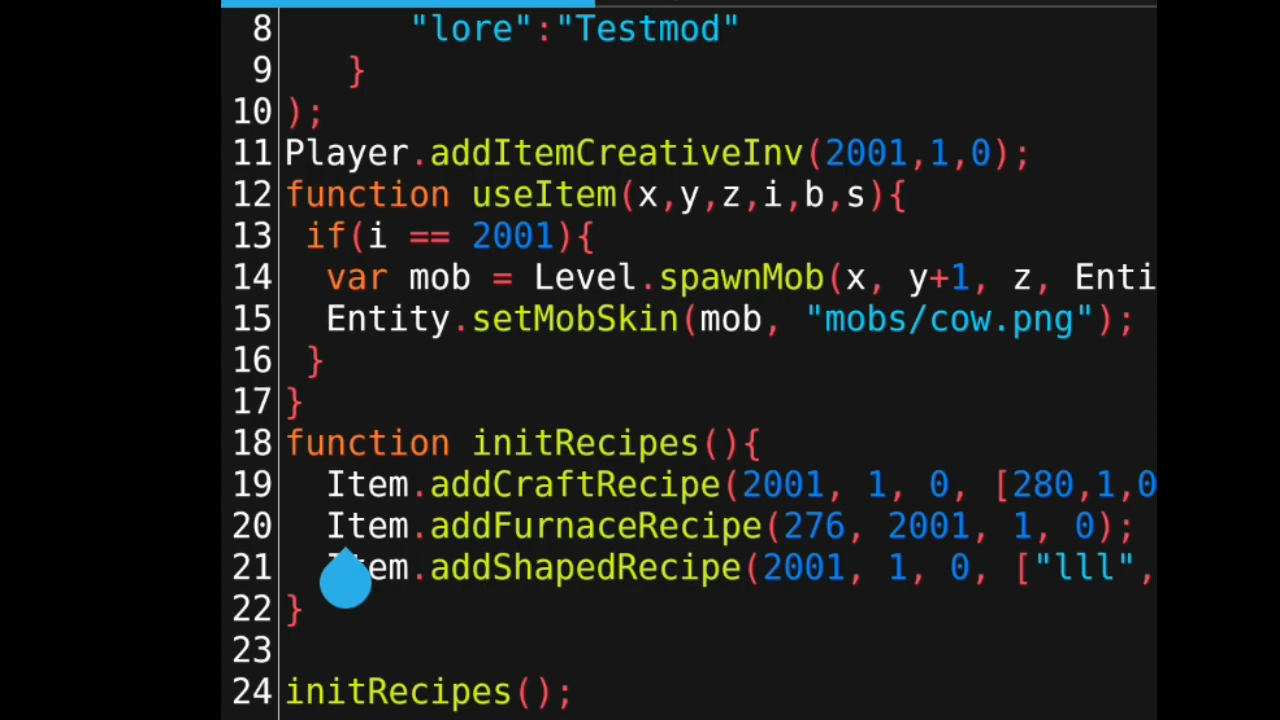 8 "lore":"Testmod"
9 }
10 );
11 Player.addItemCreativeInv(2001,1,0);
12 function useItem(x,y,z,i,b,s){
13 if(i == 2001){
14 var mob = Level.spawnMob(x, y+1, z, Enti
15 Entity.setMobSkin(mob, "mobs/cow.png");
16 }
17 }
18 function initRecipes(){
19 Item.addCraftRecipe(2001, 1, 0, [280,1,0
20 Item.addFurnaceRecipe(276, 2001, 1, 0);
21 Item.addShapedRecipe(2001, 1, 0, ["lll",
22 }
23
24 initRecipes();